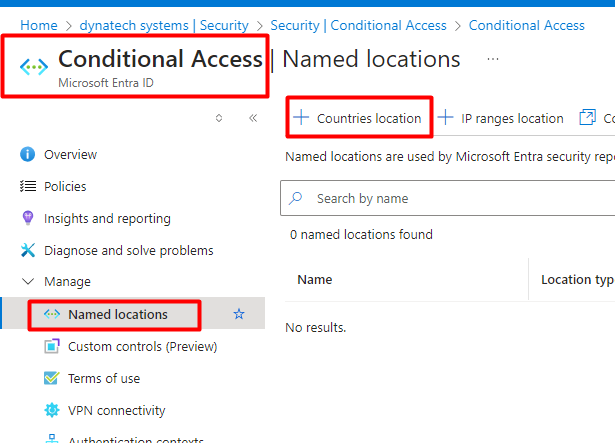 Home > dynatech systems | Security > Security | Conditional Access > Conditional Access
Conditional Access | Named locations ...
Microsoft Entra ID
+ Countries location + IP ranges location Co
Named locations are used by Microsoft Entra security repo
Search by name
0 named locations found
Name Location typ
No results.
Overview
Policies
Insights and reporting
Diagnose and solve problems
Manage
Named locations
Custom controls (Preview)
Terms of use
VPN connectivity
Authentication contexts